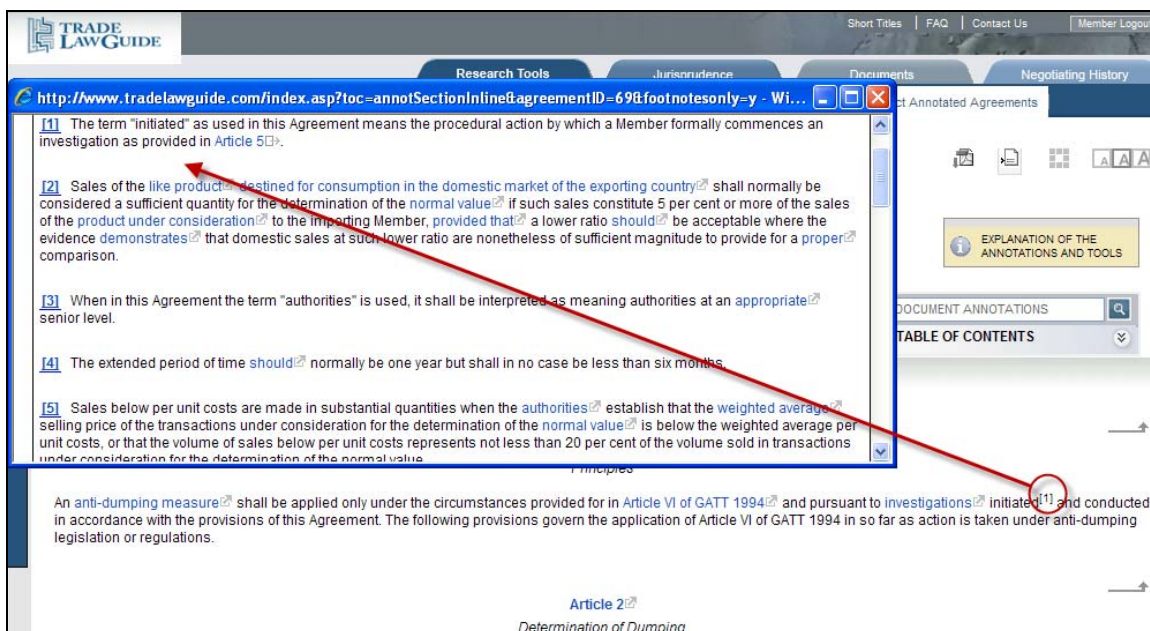 TRADE
LAWGUIDE
Short Titles | FAQ | Contact Us
Member Logout
Research Tools
Jurisprudence
Documents
Negotiating History
http://www.tradelawguide.com/index.asp?toc=annotSectionInline&agreementID=69&footnotesonly=y - Wi...
ct Annotated Agreements
[1] The term "initiated" as used in this Agreement means the procedural action by which a Member formally commences an
investigation as provided in Article 5.
A A A
[2] Sales of the like product destined for consumption in the domestic market of the exporting country shall normally be
considered a sufficient quantity for the determination of the normal value if such sales constitute 5 per cent or more of the sales
of the product under consideration to the importing Member, provided that a lower ratio should be acceptable where the
evidence demonstrates that domestic sales at such lower ratio are nonetheless of sufficient magnitude to provide for a proper
comparison.
EXPLANATION OF THE
ANNOTATIONS AND TOOLS
[3] When in this Agreement the term "authorities" is used, it shall be interpreted as meaning authorities at an appropriate
senior level.
DOCUMENT ANNOTATIONS
TABLE OF CONTENTS
[4] The extended period of time should normally be one year but shall in no case be less than six months.
[5] Sales below per unit costs are made in substantial quantities when the authorities establish that the weighted average
selling price of the transactions under consideration for the determination of the normal value is below the weighted average per
unit costs, or that the volume of sales below per unit costs represents not less than 20 per cent of the volume sold in transactions
under consideration for the determination of the normal value
Principles
An anti-dumping measure shall be applied only under the circumstances provided for in Article VI of GATT 1994 and pursuant to investigations initiated[1] and conducted
in accordance with the provisions of this Agreement. The following provisions govern the application of Article VI of GATT 1994 in so far as action is taken under anti-dumping
legislation or regulations.
Article 2
Determination of Dumping